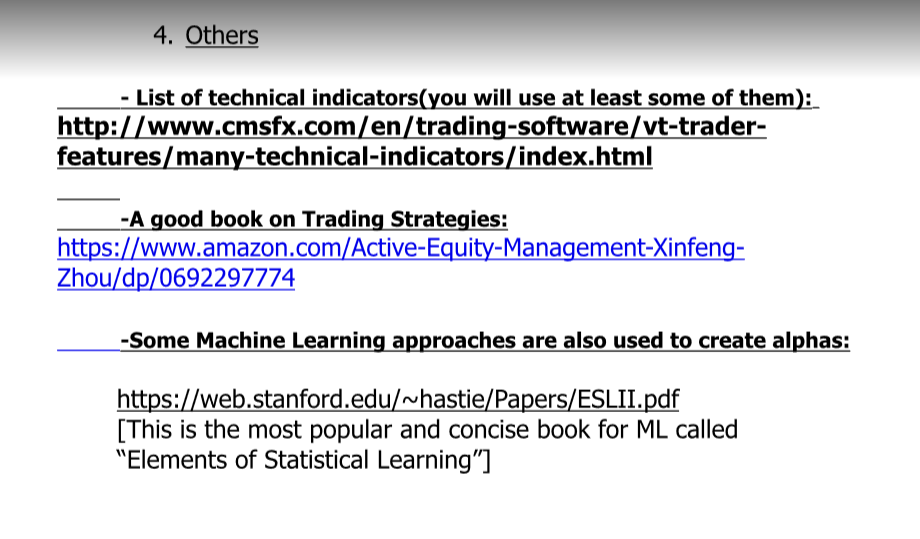 4. Others
- List of technical indicators(you will use at least some of them):
http://www.cmsfx.com/en/trading-software/vt-trader-
features/many-technical-indicators/index.html
-A good book on Trading Strategies:
https://www.amazon.com/Active-Equity-Management-Xinfeng-
Zhou/dp/0692297774
-Some Machine Learning approaches are also used to create alphas:
https://web.stanford.edu/~hastie/Papers/ESLII.pdf
[This is the most popular and concise book for ML called
“Elements of Statistical Learning”]